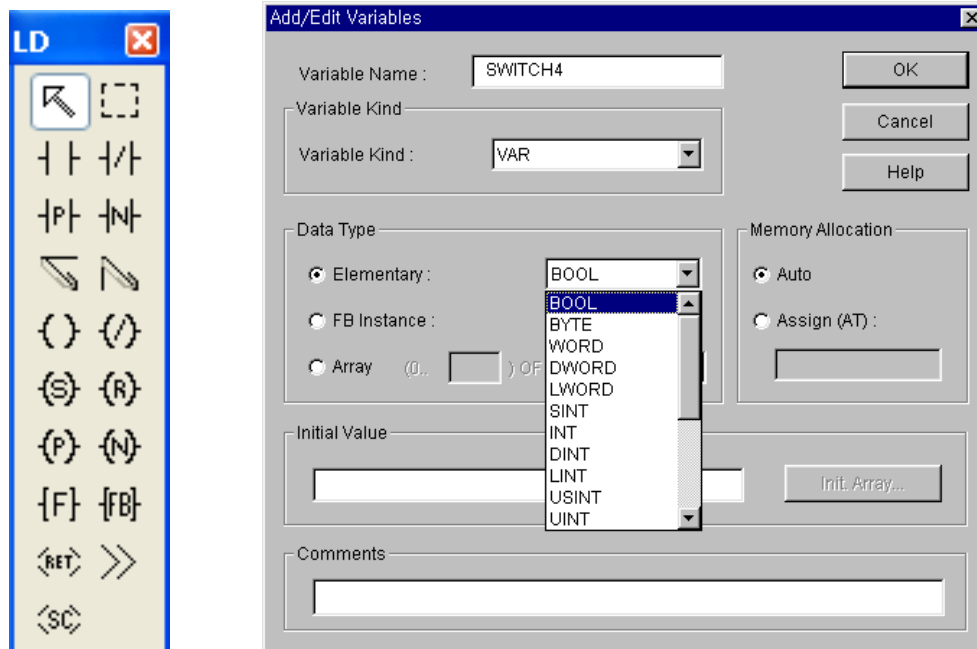 LD
P N
( ) (/)
(S) (R)
(P) (N)
{F} {FB}
<RET> >>
<SC>
Add/Edit Variables
Variable Name : SWITCH4
OK
Cancel
Help
Variable Kind
Variable Kind : VAR
Data Type
Elementary : BOOL
FB Instance :
Array (0.. ) OF
BOOL
BYTE
WORD
DWORD
LWORD
SINT
INT
DINT
LINT
USINT
UINT
Memory Allocation
Auto
Assign (AT) :
Initial Value
Init. Array...
Comments